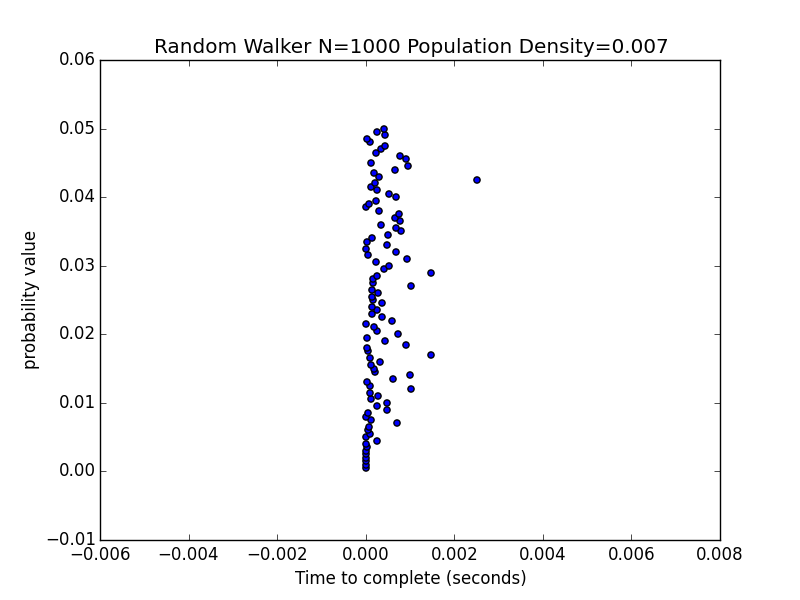 Random Walker N=1000 Population Density=0.007
0.06
0.05
0.04
0.03
0.02
0.01
0.00
−0.01
probability value
−0.006 −0.004 −0.002 0.000 0.002 0.004 0.006 0.008
Time to complete (seconds)